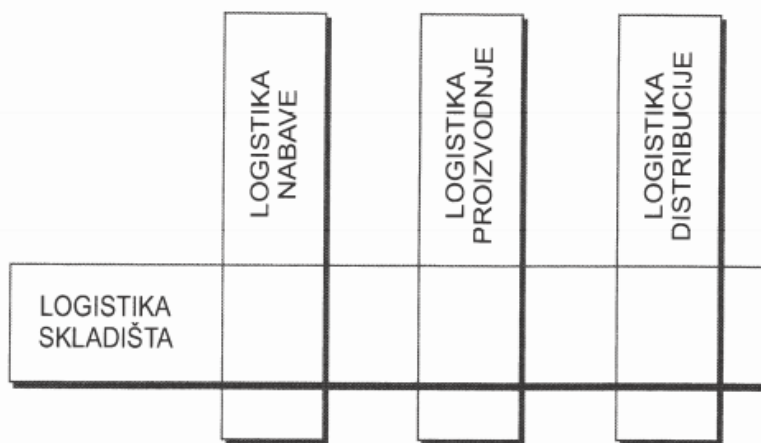 LOGISTIKA
NABAVE
LOGISTIKA
PROIZVODNJE
LOGISTIKA
DISTRIBUCIJE
LOGISTIKA
SKLADIŠTA